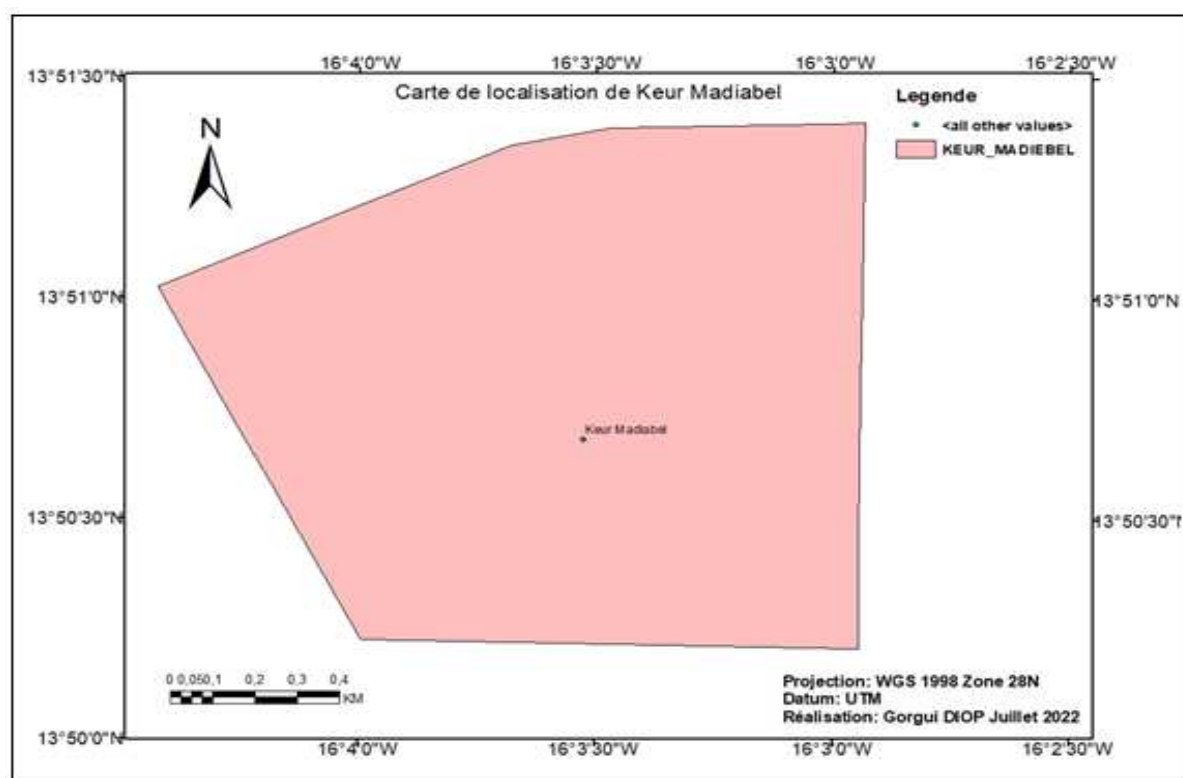 16°4'0"W 16°3'30"W 16°3'0"W 16°2'30"W
13°51'30"N
Carte de localisation de Keur Madiabel
Legende
<all other values>
KEUR_MADIEBEL
N
13°51'0"N 13°51'0"N
Keur Madiabel
13°50'30"N 13°50'30"N
0 0,050,1 0,2 0,3 0,4
KM
Projection: WGS 1998 Zone 28N
Datum: UTM
Réalisation: Gorgui DIOP Juillet 2022
13°50'0"N
16°4'0"W 16°3'30"W 16°3'0"W 16°2'30"W